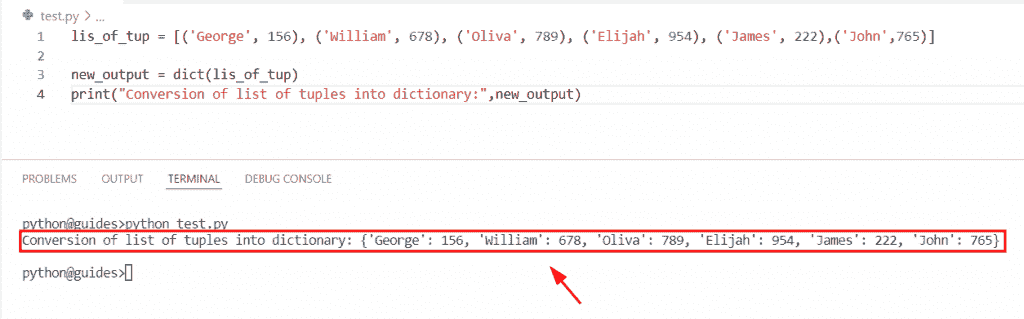 test.py > ...
1 lis_of_tup = [('George', 156), ('William', 678), ('Oliva', 789), ('Elijah', 954), ('James', 222),('John',765)]
2
3 new_output = dict(lis_of_tup)
4 print("Conversion of list of tuples into dictionary:",new_output)
PROBLEMS OUTPUT TERMINAL DEBUG CONSOLE
python@guides>python test.py
Conversion of list of tuples into dictionary: {'George': 156, 'William': 678, 'Oliva': 789, 'Elijah': 954, 'James': 222, 'John': 765}
python@guides>